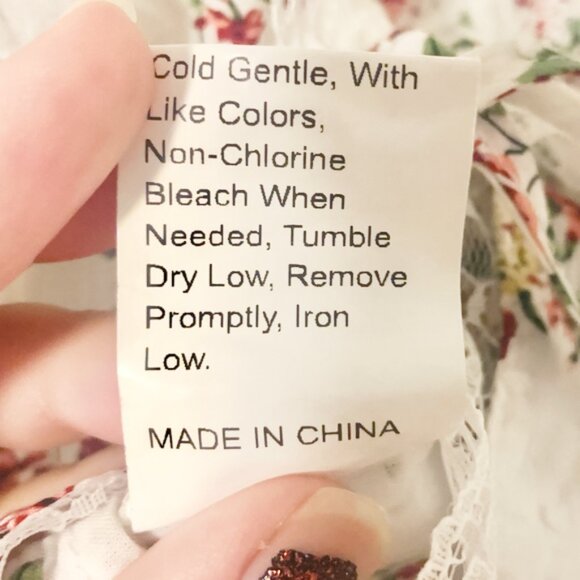 Cold Gentle, With
Like Colors,
Non-Chlorine
Bleach When
Needed, Tumble
Dry Low, Remove
Promptly, Iron
Low.
MADE IN CHINA